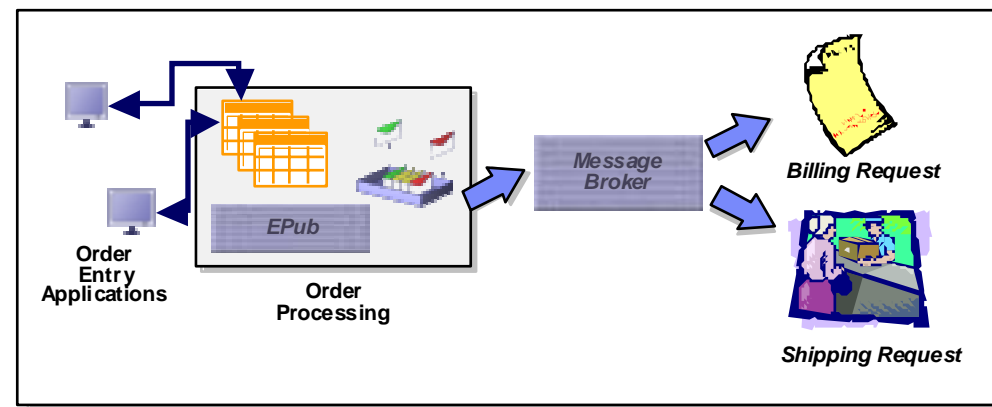 Order
Entry
Applications
EPub
Order
Processing
Message
Broker
Billing Request
Shipping Request